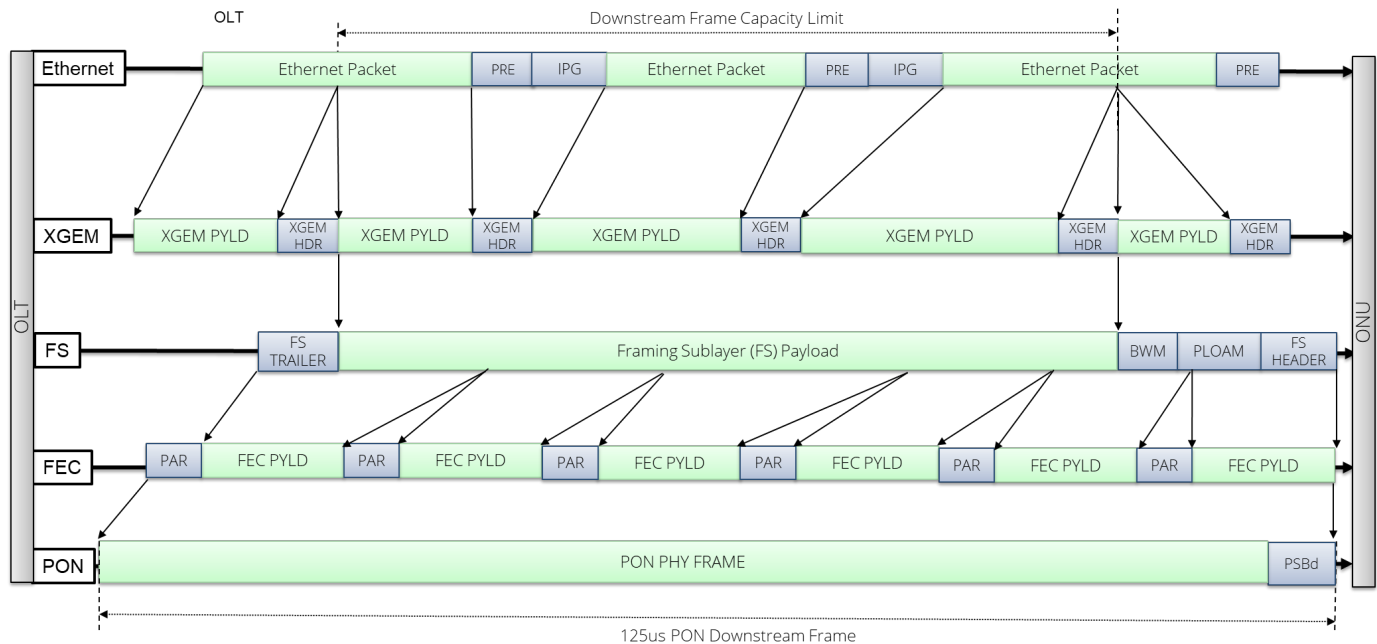 OLT
Downstream Frame Capacity Limit
Ethernet
Ethernet Packet
PRE
IPG
Ethernet Packet
PRE
IPG
Ethernet Packet
PRE
XGEM
XGEM PYLD
XGEM
HDR
XGEM PYLD
XGEM
HDR
XGEM PYLD
XGEM
HDR
XGEM PYLD
XGEM
HDR
XGEM PYLD
XGEM
HDR
OLT
ONU
FS
FS
TRAILER
Framing Sublayer (FS) Payload
BWM
PLOAM
FS
HEADER
FEC
PAR
FEC PYLD
PAR
FEC PYLD
PAR
FEC PYLD
PAR
FEC PYLD
PAR
FEC PYLD
PAR
FEC PYLD
PON
PON PHY FRAME
PSBd
125us PON Downstream Frame